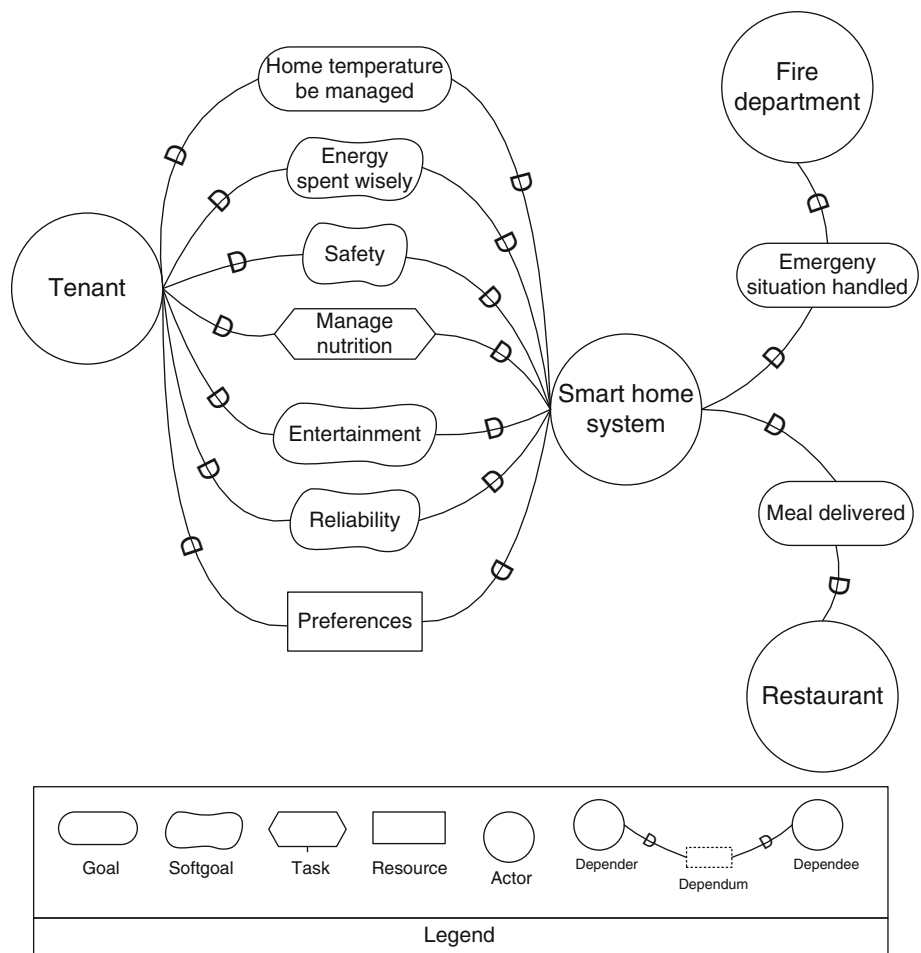 Home temperature
be managed
Energy
spent wisely
Safety
Manage
nutrition
Entertainment
Reliability
Preferences
Tenant
Smart home
system
Fire
department
Emergeny
situation handled
Meal delivered
Restaurant
Goal
Softgoal
Task
Resource
Actor
Depender
Dependum
Dependee
Legend